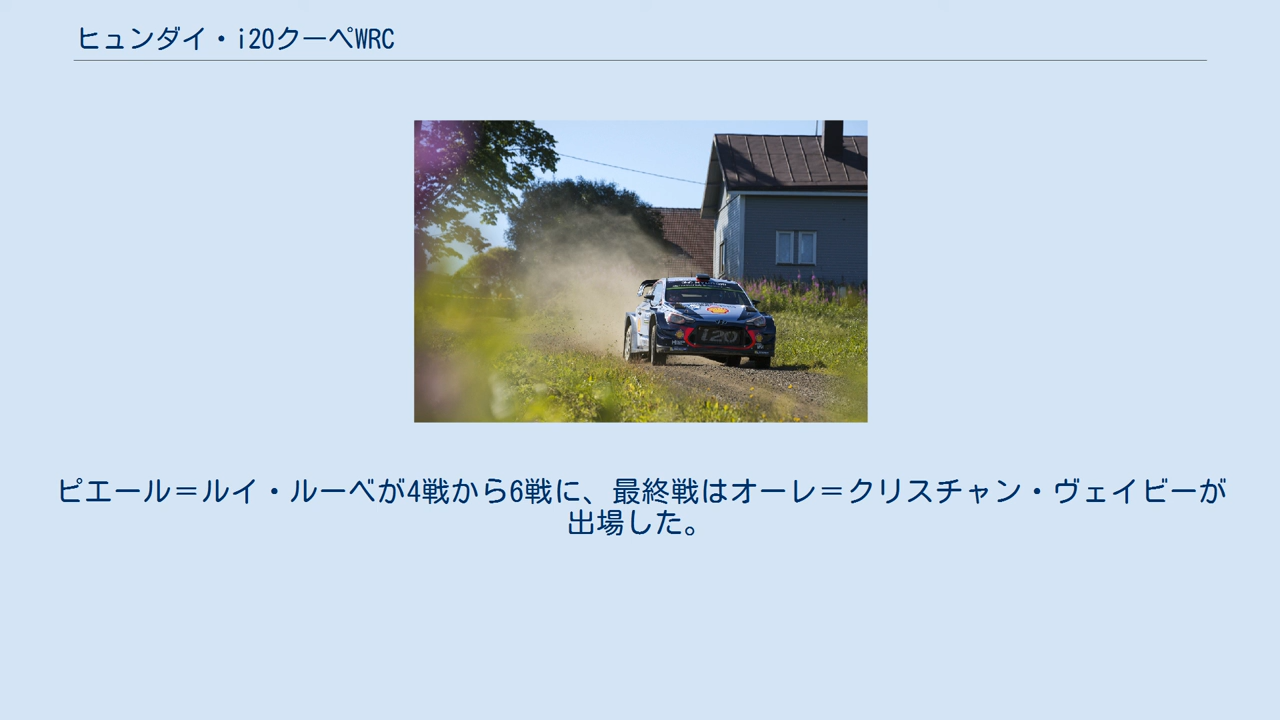 ヒュンダイ・i20クーペWRC
i20
ピエール＝ルイ・ルーベが4戦から6戦に、最終戦はオーレ＝クリスチャン・ヴェイビーが
出場した。